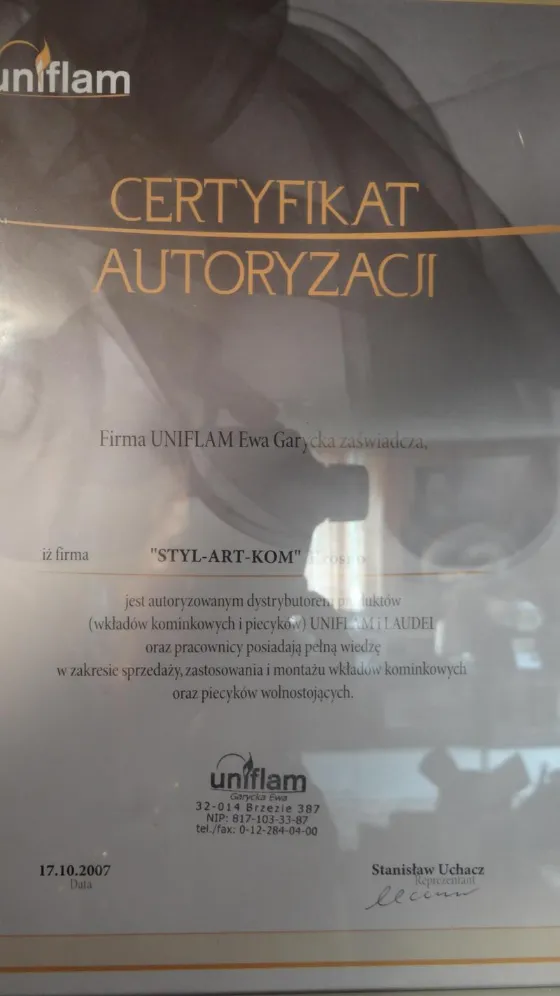 uniflam
CERTYFIKAT
AUTORYZACJI
Firma UNIFLAM Ewa Garycka zaświadcza,
iż firma "STYL-ART-KOM" Krosno
jest autoryzowanym dystrybutorem produktów
(wkładów kominkowych i piecyków) UNIFLAM i LAUDEL
oraz pracownicy posiadają pełną wiedzę
w zakresie sprzedaży, zastosowania i montażu wkładów kominkowych
oraz piecyków wolnostojących.
uniflam
Garycka Ewa
32-014 Brzezie 387
NIP: 817-103-33-87
tel./fax: 0-12-284-04-00
17.10.2007
Data
Stanisław Uchacz
Reprezentant